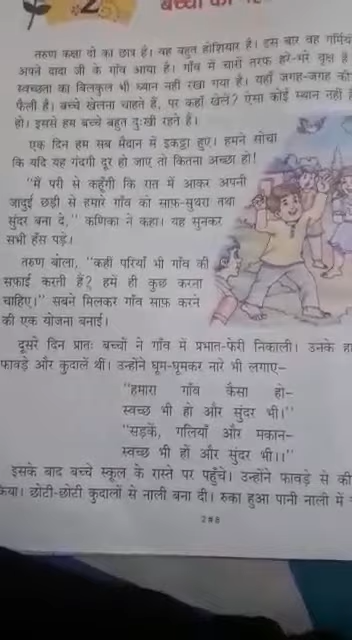 2
बच्चों
तरुण कक्षा दो का छात्र है। यह बहुत होशियार है। इस बार वह
अपने दादा जी के गाँव आया है। गाँव में चारों तरफ हरे-भरे वृक्ष हैं
स्वच्छता का बिलकुल भी ध्यान नहीं रखा गया है। यहाँ जगह-जगह
फैली है। बच्चे खेलना चाहते हैं, पर कहाँ खेलें? ऐसा कोई स्थान नहीं
हो। इससे हम बच्चे बहुत दुःखी रहते हैं।
एक दिन हम सब मैदान में इकट्ठा हुए। हमने सोचा
कि यदि यह गंदगी दूर हो जाए तो कितना अच्छा हो!
“मैं परी से कहूँगी कि रात में आकर अपनी
जादुई छड़ी से हमारे गाँव को साफ-सुथरा तथा
सुंदर बना दे,” कणिका ने कहा। यह सुनकर
सभी हँस पड़े।
तरुण बोला, “कहीं परियाँ भी गाँव की
सफाई करती हैं? हमें ही कुछ करना
चाहिए।” सबने मिलकर गाँव साफ करने
की एक योजना बनाई।
दूसरे दिन प्रातः बच्चों ने गाँव में प्रभात-फेरी निकाली। उनके
फावड़े और कुदालें थीं। उन्होंने घूम-घूमकर नारे भी लगाए–
“हमारा गाँव कैसा हो–
स्वच्छ भी हो और सुंदर भी।”
“सड़कें, गलियाँ और मकान–
स्वच्छ भी हों और सुंदर भी।।”
इसके बाद बच्चे स्कूल के रास्ते पर पहुँचे। उन्होंने फावड़े से
किया। छोटी-छोटी कुदालों से नाली बना दी। रुका हुआ पानी नाली में